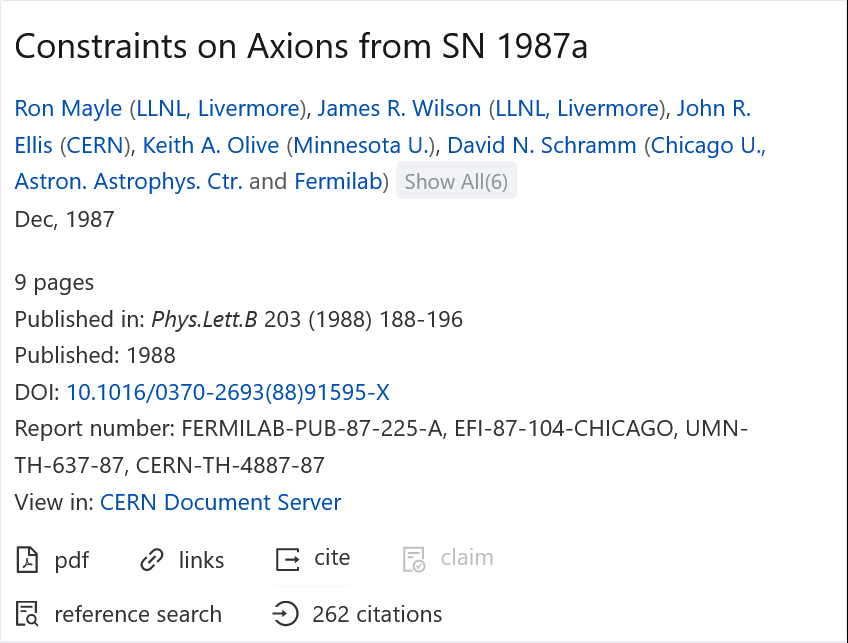 Constraints on Axions from SN 1987a
Ron Mayle (LLNL, Livermore), James R. Wilson (LLNL, Livermore), John R.
Ellis (CERN), Keith A. Olive (Minnesota U.), David N. Schramm (Chicago U.,
Astron. Astrophys. Ctr. and Fermilab) Show All(6)
Dec, 1987
9 pages
Published in: Phys.Lett.B 203 (1988) 188-196
Published: 1988
DOI: 10.1016/0370-2693(88)91595-X
Report number: FERMILAB-PUB-87-225-A, EFI-87-104-CHICAGO, UMN-
TH-637-87, CERN-TH-4887-87
View in: CERN Document Server
pdf links cite claim
reference search 262 citations